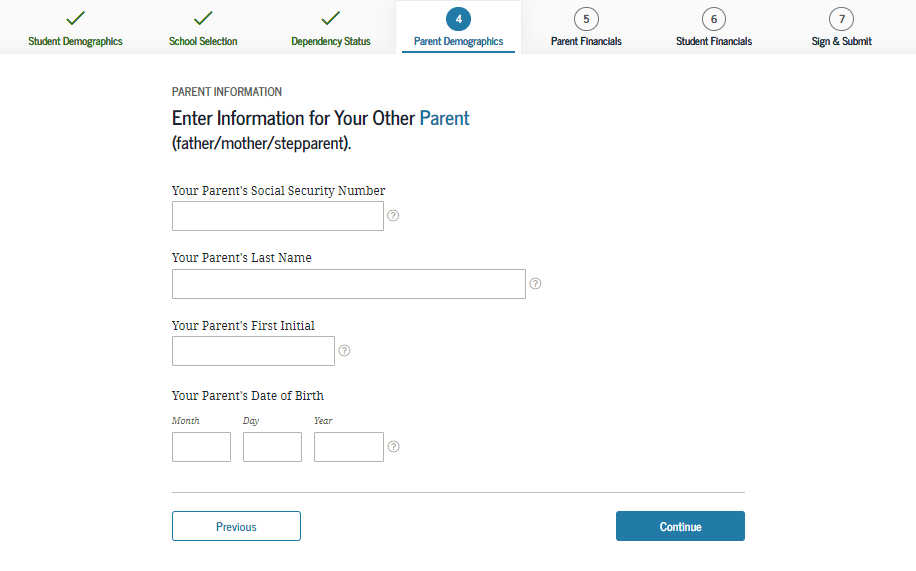 4 5 6 7
Student Demographics School Selection Dependency Status Parent Demographics Parent Financials Student Financials Sign & Submit
PARENT INFORMATION
Enter Information for Your Other Parent
(father/mother/stepparent).
Your Parent's Social Security Number
?
Your Parent's Last Name
?
Your Parent's First Initial
?
Your Parent's Date of Birth
Month Day Year
?
Previous Continue